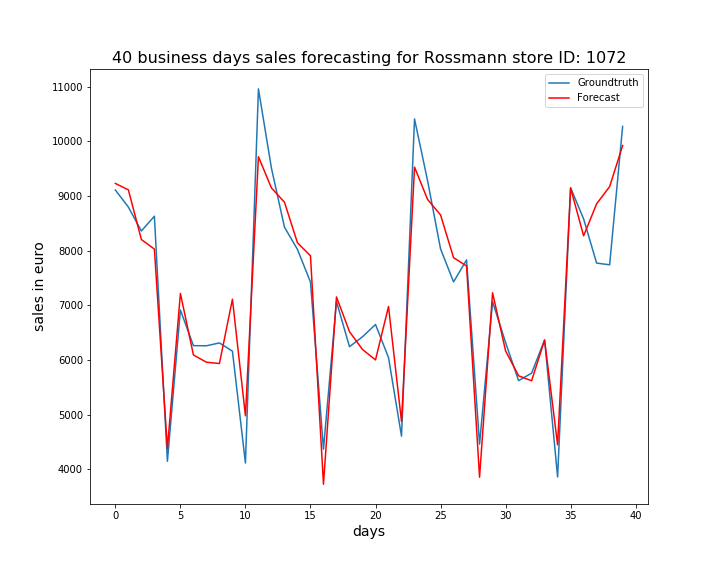 40 business days sales forecasting for Rossmann store ID: 1072
Groundtruth
Forecast
11000
10000
9000
8000
7000
6000
5000
4000
sales in euro
0 5 10 15 20 25 30 35 40
days